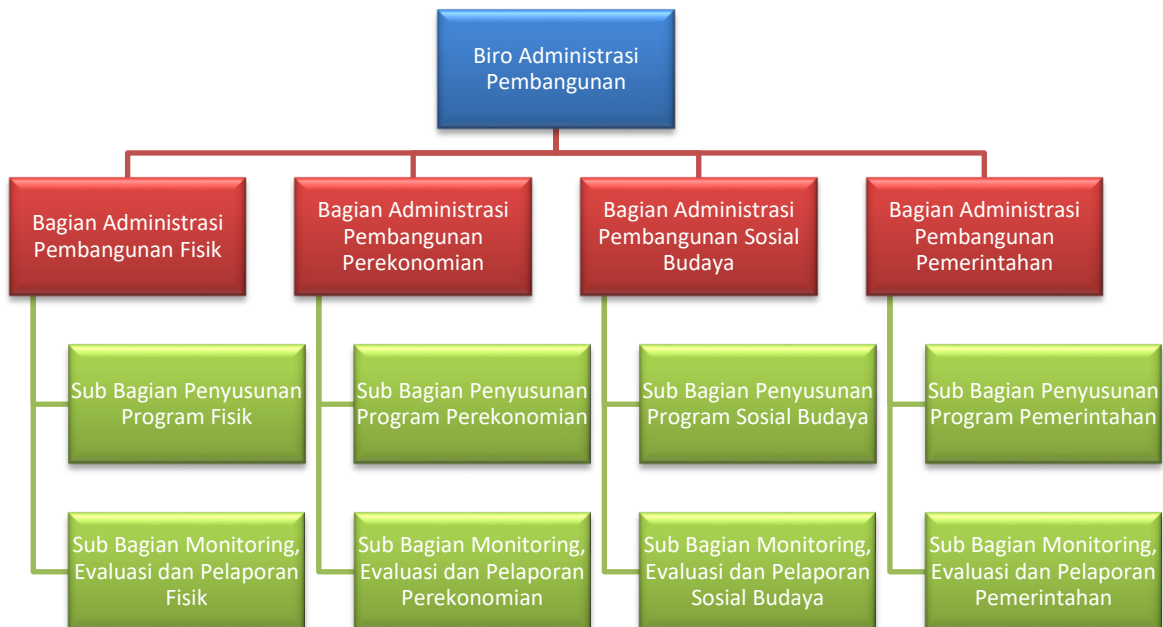 Biro Administrasi
Pembangunan
Bagian Administrasi
Pembangunan Fisik
Bagian Administrasi
Pembangunan
Perekonomian
Bagian Administrasi
Pembangunan Sosial
Budaya
Bagian Administrasi
Pembangunan
Pemerintahan
Sub Bagian Penyusunan
Program Fisik
Sub Bagian Penyusunan
Program Perekonomian
Sub Bagian Penyusunan
Program Sosial Budaya
Sub Bagian Penyusunan
Program Pemerintahan
Sub Bagian Monitoring,
Evaluasi dan Pelaporan
Fisik
Sub Bagian Monitoring,
Evaluasi dan Pelaporan
Perekonomian
Sub Bagian Monitoring,
Evaluasi dan Pelaporan
Sosial Budaya
Sub Bagian Monitoring,
Evaluasi dan Pelaporan
Pemerintahan